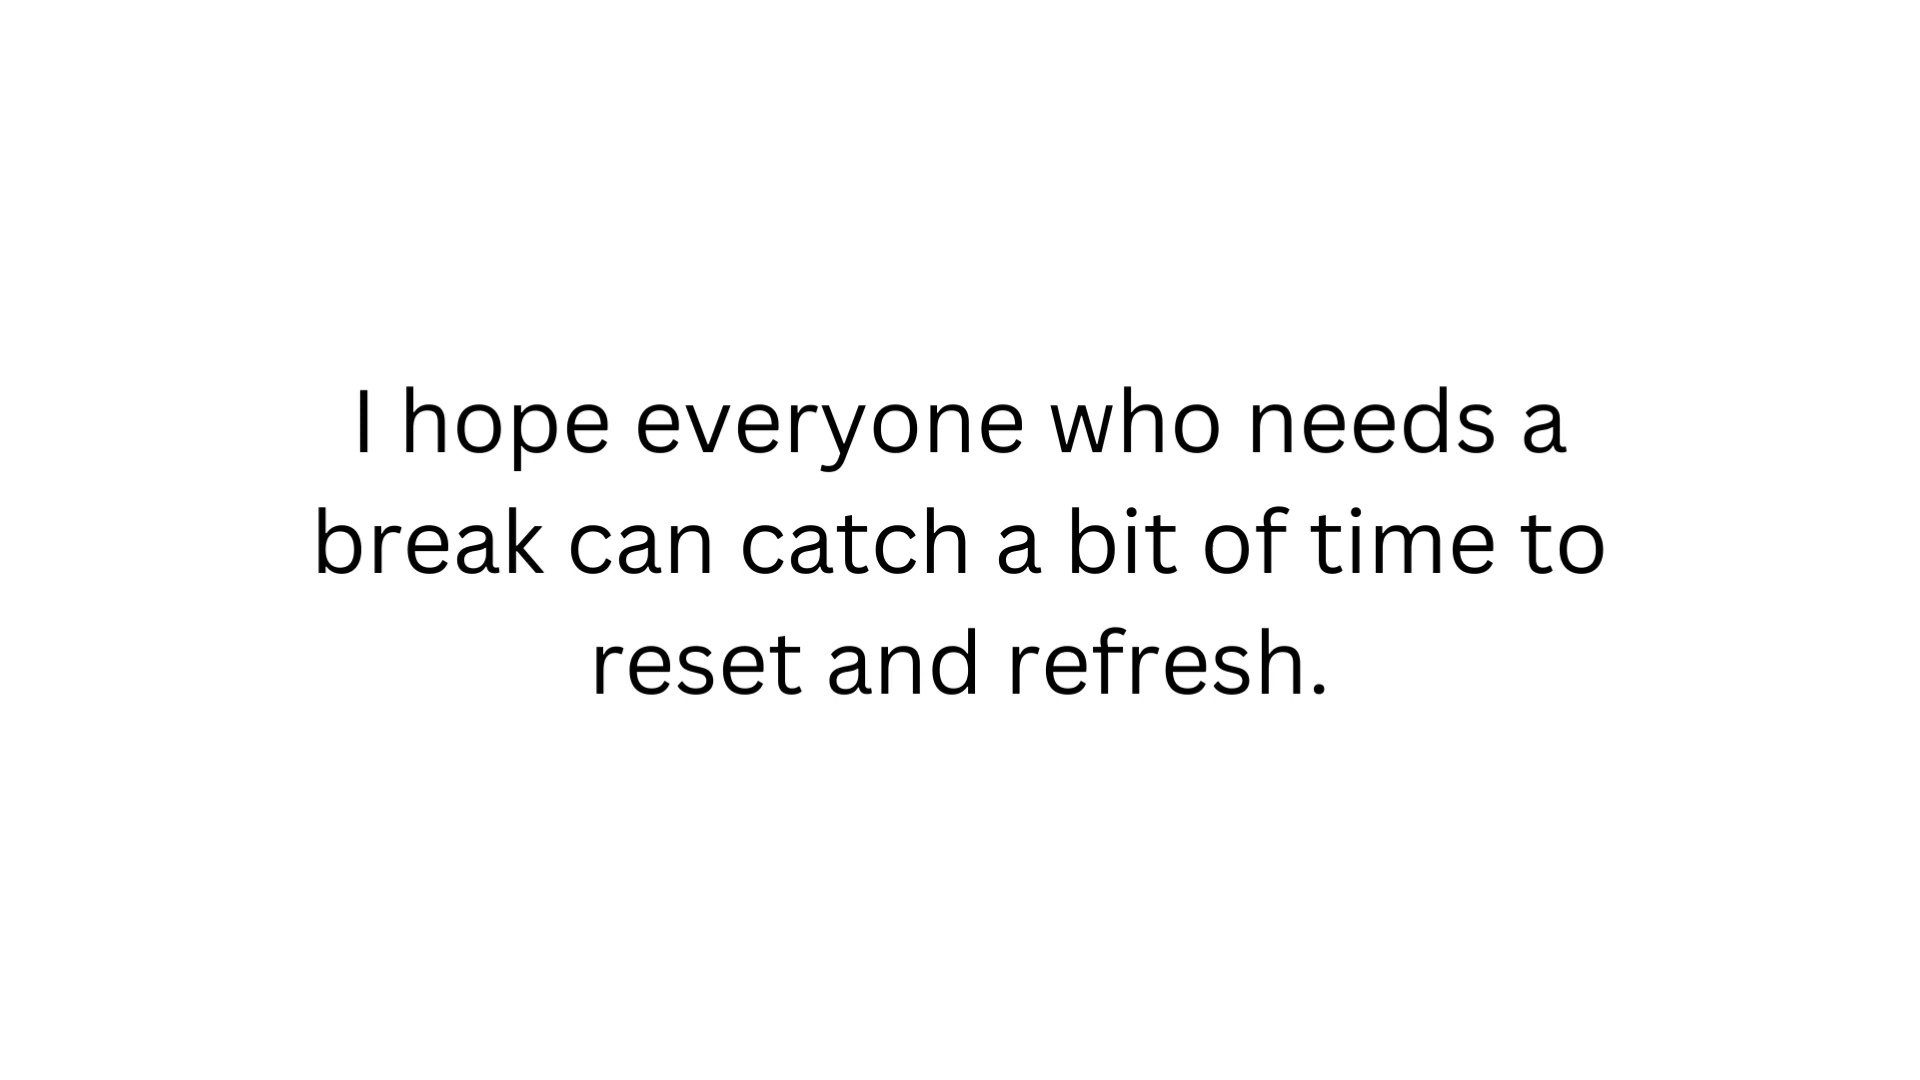 I hope everyone who needs a
break can catch a bit of time to
reset and refresh.